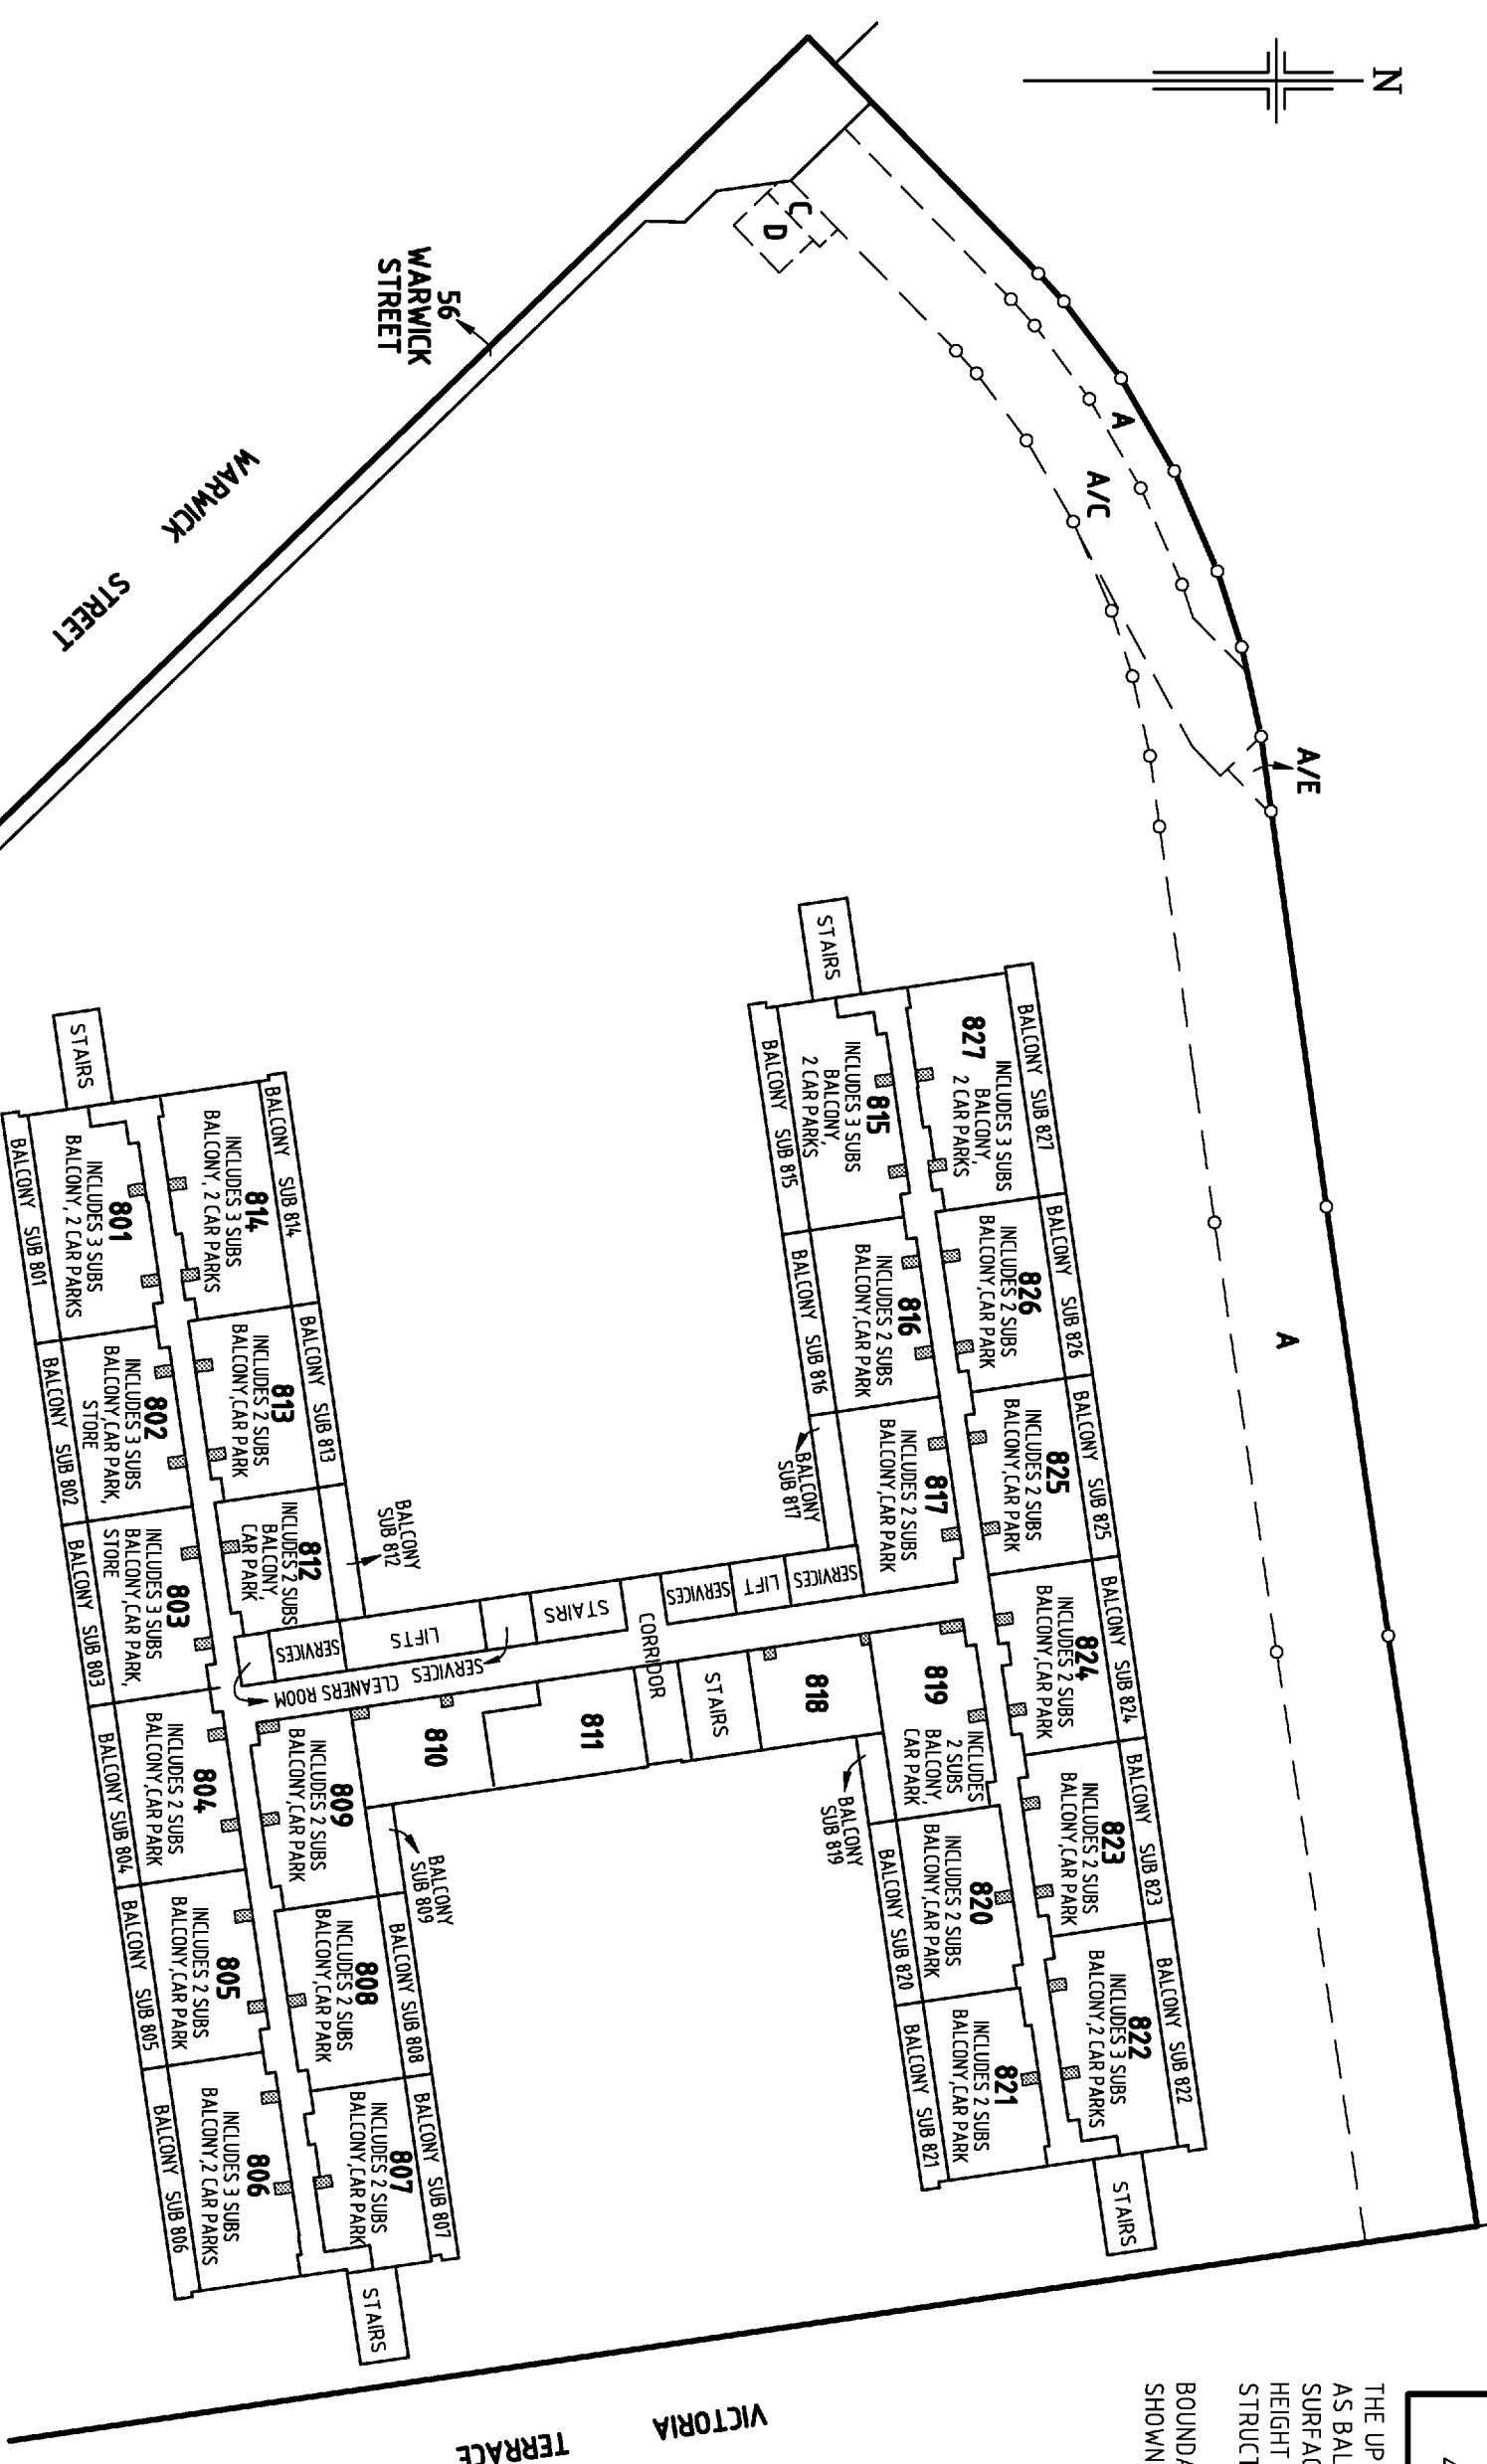 N
A
A/C
A/E
A
C
D
56
WARWICK
STREET
WARWICK
STREET
VICTORIA
TERRACE
STAIRS
BALCONY SUB 827
827
INCLUDES 3 SUBS
BALCONY,
2 CAR PARKS
BALCONY SUB 826
826
INCLUDES 2 SUBS
BALCONY,CAR PARK
BALCONY SUB 825
825
INCLUDES 2 SUBS
BALCONY,CAR PARK
BALCONY SUB 824
824
INCLUDES 2 SUBS
BALCONY,CAR PARK
BALCONY SUB 823
823
INCLUDES 2 SUBS
BALCONY,CAR PARK
BALCONY SUB 822
822
INCLUDES 3 SUBS
BALCONY,2 CAR PARKS
STAIRS
815
INCLUDES 3 SUBS
BALCONY,
2 CAR PARKS
BALCONY SUB 815
816
INCLUDES 2 SUBS
BALCONY,CAR PARK
BALCONY SUB 816
817
INCLUDES 2 SUBS
BALCONY,CAR PARK
BALCONY
SUB 817
819
INCLUDES
2 SUBS
BALCONY,
CAR PARK
BALCONY
SUB 819
820
INCLUDES 2 SUBS
BALCONY,CAR PARK
BALCONY SUB 820
821
INCLUDES 2 SUBS
BALCONY,CAR PARK
BALCONY SUB 821
SERVICES
LIFT
SERVICES
CORRIDOR
STAIRS
818
STAIRS
811
810
SERVICES
CLEANERS ROOM
LIFTS
SERVICES
STAIRS
BALCONY SUB 814
814
INCLUDES 3 SUBS
BALCONY, 2 CAR PARKS
BALCONY SUB 813
813
INCLUDES 2 SUBS
BALCONY,CAR PARK
BALCONY
SUB 812
812
INCLUDES 2 SUBS
BALCONY,
CAR PARK
BALCONY
SUB 809
809
INCLUDES 2 SUBS
BALCONY,CAR PARK
BALCONY SUB 808
808
INCLUDES 2 SUBS
BALCONY,CAR PARK
BALCONY SUB 807
807
INCLUDES 2 SUBS
BALCONY,CAR PARK
STAIRS
801
INCLUDES 3 SUBS
BALCONY, 2 CAR PARKS
BALCONY SUB 801
802
INCLUDES 3 SUBS
BALCONY,CAR PARK,
STORE
BALCONY SUB 802
803
INCLUDES 3 SUBS
BALCONY,CAR PARK,
STORE
BALCONY SUB 803
804
INCLUDES 2 SUBS
BALCONY,CAR PARK
BALCONY SUB 804
805
INCLUDES 2 SUBS
BALCONY,CAR PARK
BALCONY SUB 805
806
INCLUDES 3 SUBS
BALCONY,2 CAR PARKS
BALCONY SUB 806
THE UP
AS BAL
SURFAC
HEIGHT
STRUCT
BOUNDA
SHOWN